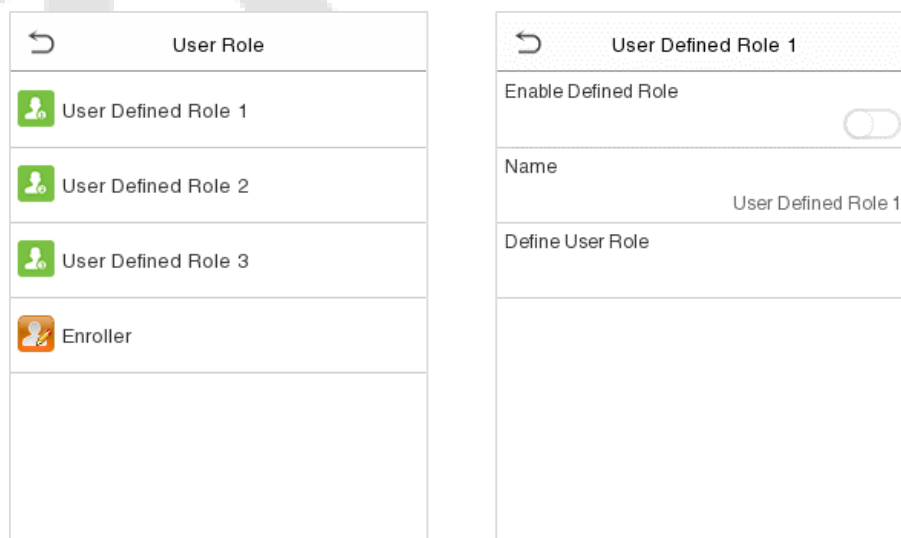 User Role
User Defined Role 1
User Defined Role 2
User Defined Role 3
Enroller
User Defined Role 1
Enable Defined Role
Name
User Defined Role 1
Define User Role